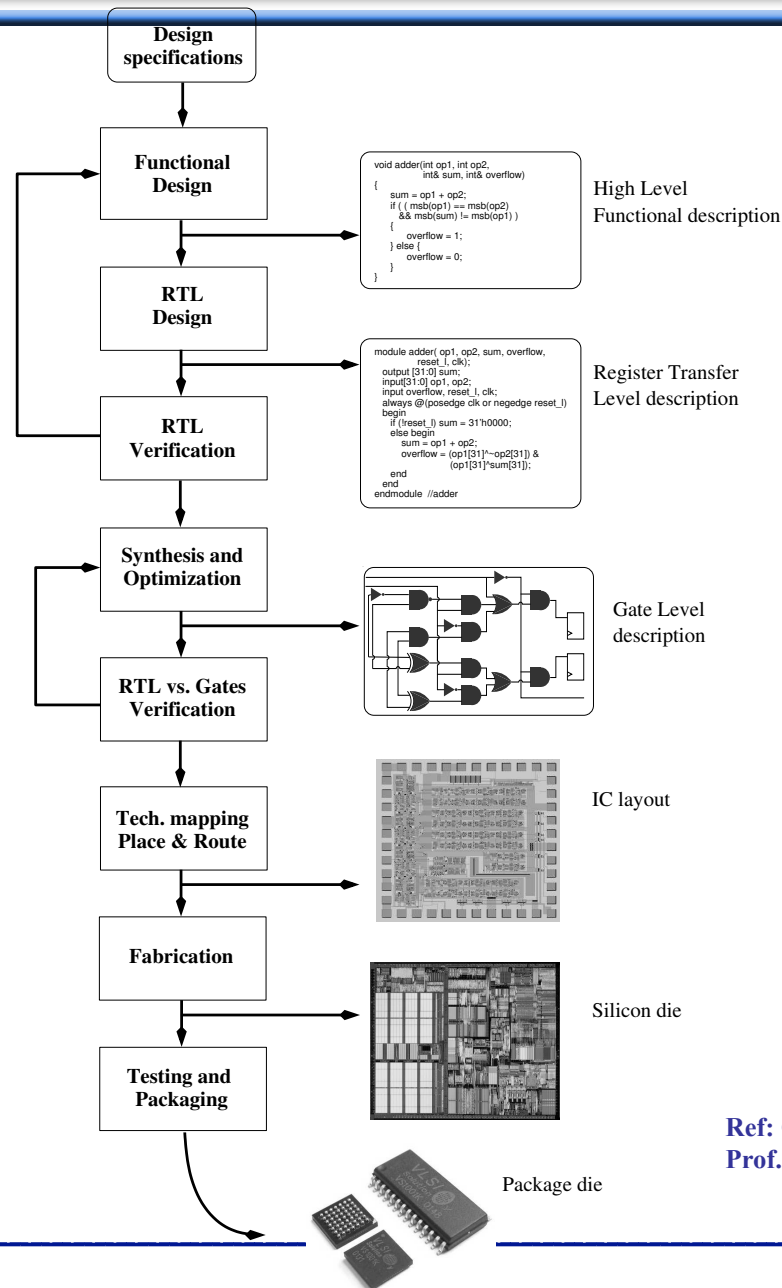 Design
specifications
Functional
Design
void adder(int op1, int op2,
int& sum, int& overflow)
{
sum = op1 + op2;
if ( ( msb(op1) == msb(op2)
&& msb(sum) != msb(op1) )
{
overflow = 1;
} else {
overflow = 0;
}
}
High Level
Functional description
RTL
Design
module adder( op1, op2, sum, overflow,
reset_l, clk);
output [31:0] sum;
input[31:0] op1, op2;
input overflow, reset_l, clk;
always @(posedge clk or negedge reset_l)
begin
if (!reset_l) sum = 31'h0000;
else begin
sum = op1 + op2;
overflow = (op1[31]^~op2[31]) &
(op1[31]^sum[31]);
end
end
endmodule //adder
Register Transfer
Level description
RTL
Verification
Synthesis and
Optimization
Gate Level
description
RTL vs. Gates
Verification
Tech. mapping
Place & Route
IC layout
Fabrication
Silicon die
Testing and
Packaging
Ref:
Prof.
Package die
VLSI
VLSI